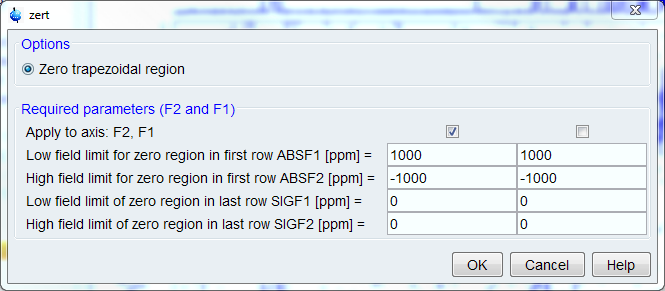 zert
Options
Zero trapezoidal region
Required parameters (F2 and F1)
Apply to axis: F2, F1
Low field limit for zero region in first row ABSF1 [ppm] = 1000 1000
High field limit for zero region in first row ABSF2 [ppm] = -1000 -1000
Low field limit of zero region in last row SIGF1 [ppm] = 0 0
High field limit of zero region in last row SIGF2 [ppm] = 0 0
OK Cancel Help